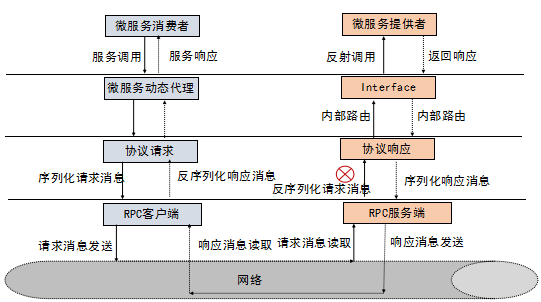 微服务消费者
微服务提供者
服务调用
服务响应
反射调用
返回响应
微服务动态代理
Interface
内部路由
内部路由
协议请求
协议响应
序列化请求消息
反序列化响应消息
反序列化请求消息
序列化响应消息
RPC客户端
RPC服务端
请求消息发送
响应消息读取
请求消息读取
响应消息发送
网络